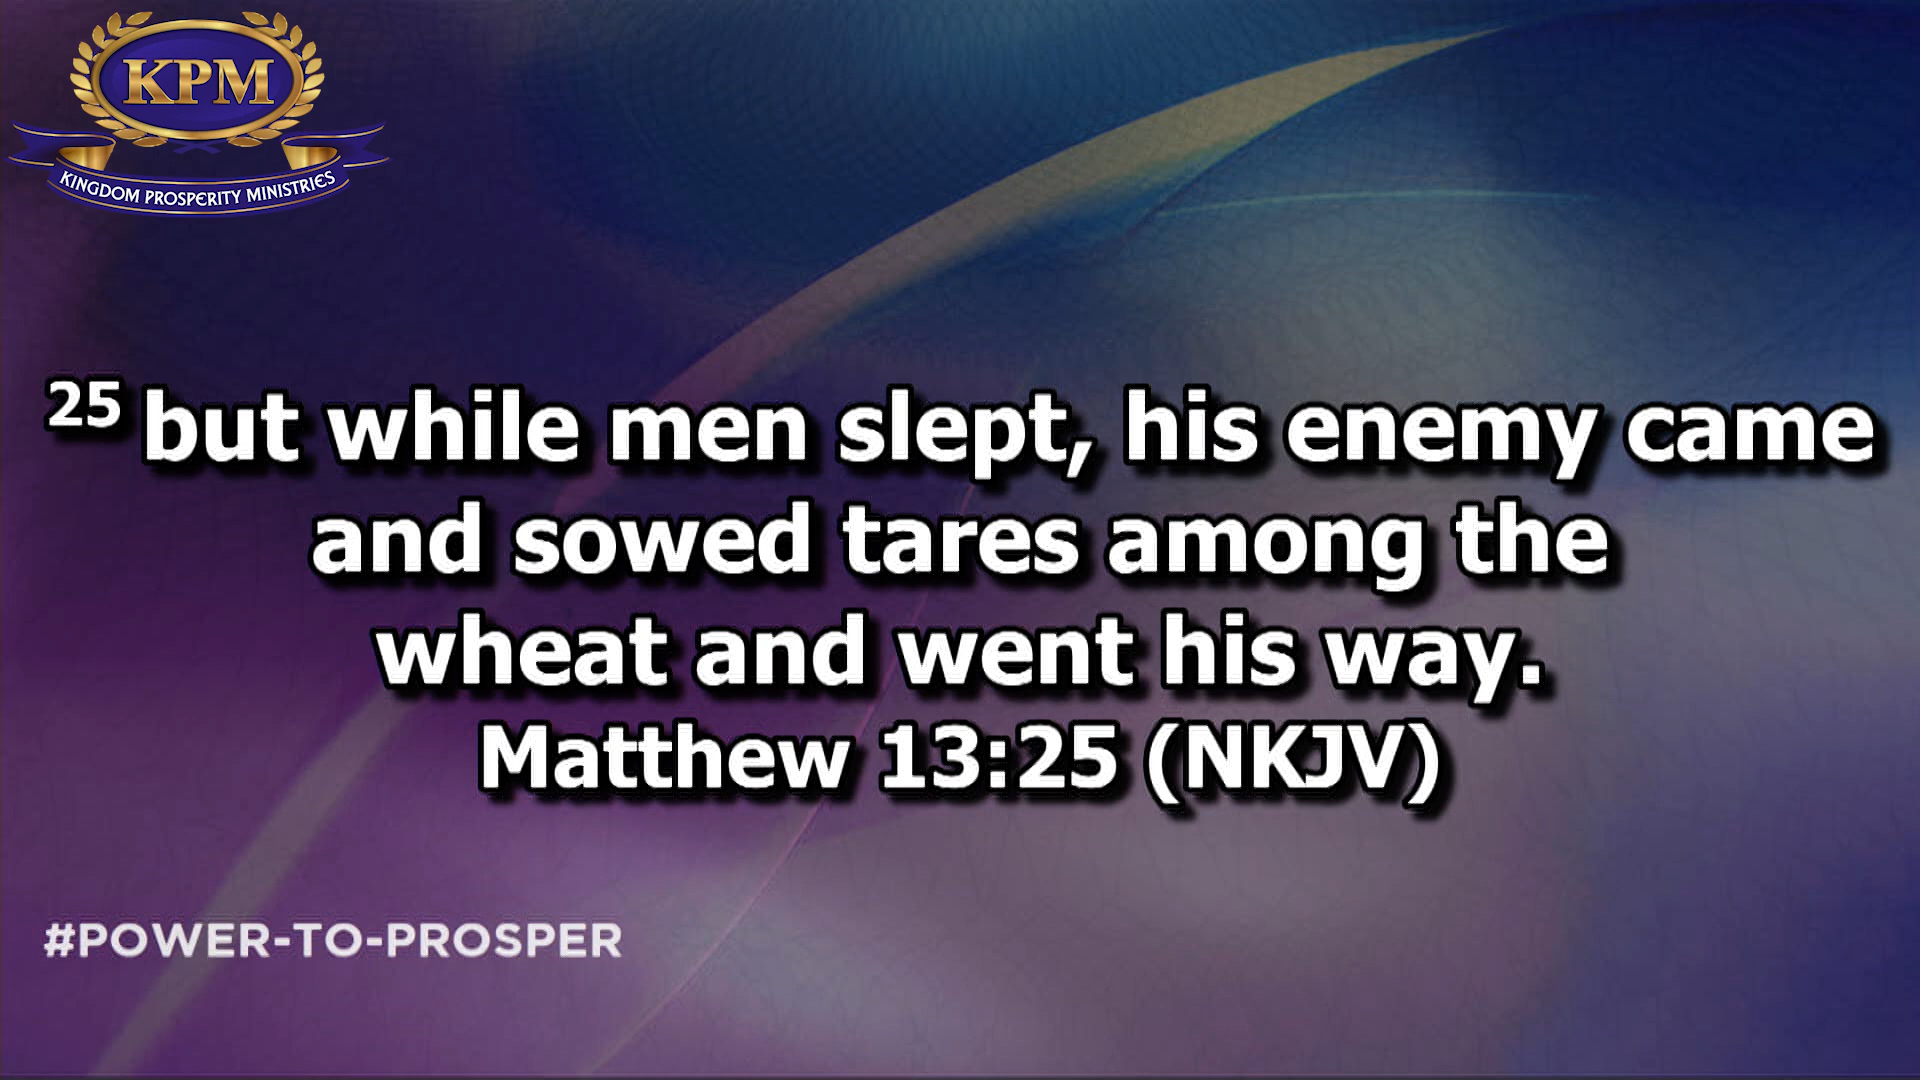 KPM
KINGDOM PROSPERITY MINISTRIES
25 but while men slept, his enemy came
and sowed tares among the
wheat and went his way.
Matthew 13:25 (NKJV)
#POWER-TO-PROSPER